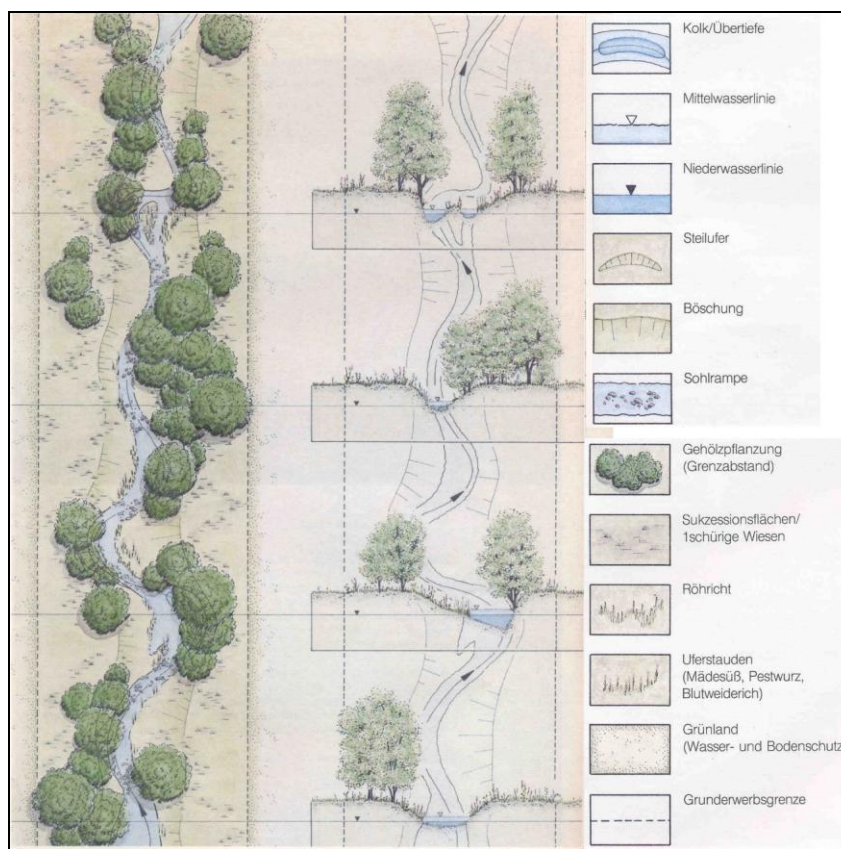 Kolk/Übertiefe
Mittelwasserlinie
Niederwasserlinie
Steilufer
Böschung
Sohlrampe
Gehölzpflanzung
(Grenzabstand)
Sukzessionsflächen/
1schürige Wiesen
Röhricht
Uferstauden
(Mädesüß, Pestwurz,
Blutweiderich)
Grünland
(Wasser- und Bodenschutz
Grunderwerbsgrenze